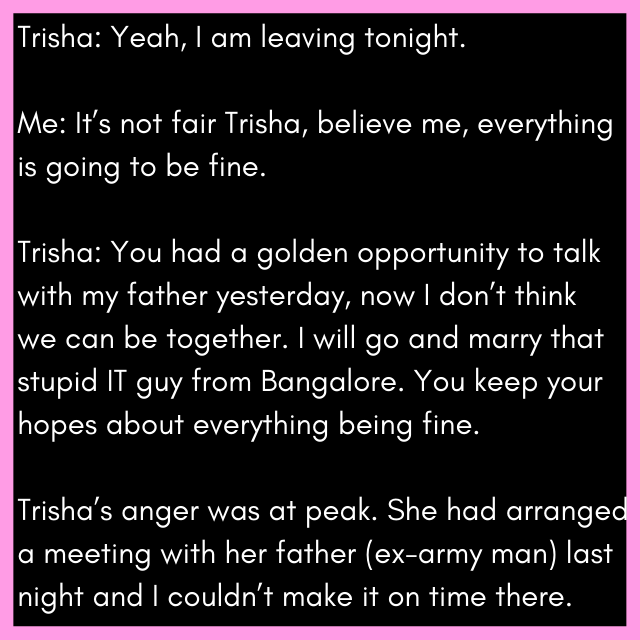 Trisha: Yeah, I am leaving tonight.
Me: It's not fair Trisha, believe me, everything
is going to be fine.
Trisha: You had a golden opportunity to talk
with my father yesterday, now I don't think
we can be together. I will go and marry that
stupid IT guy from Bangalore. You keep your
hopes about everything being fine.
Trisha's anger was at peak. She had arranged
a meeting with her father (ex-army man) last
night and I couldn't make it on time there.